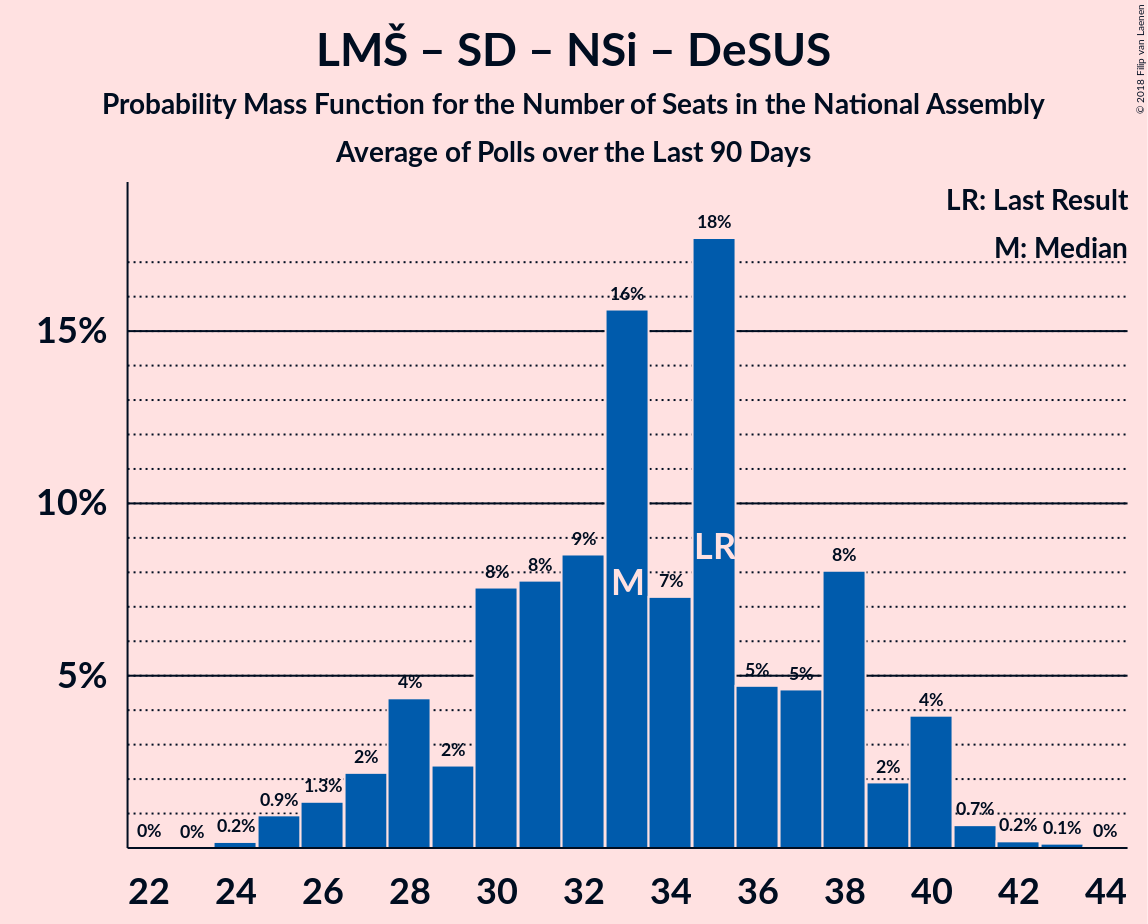 LMŠ – SD – NSi – DeSUS
Probability Mass Function for the Number of Seats in the National Assembly
Average of Polls over the Last 90 Days
© 2018 Filip van Laenen
LR: Last Result
M: Median
15%
10%
5%
0%
0%
0.2%
0.9%
1.3%
2%
4%
2%
8%
8%
9%
16%
7%
18%
5%
5%
8%
2%
4%
0.7%
0.2%
0.1%
0%
M
LR
22 24 26 28 30 32 34 36 38 40 42 44